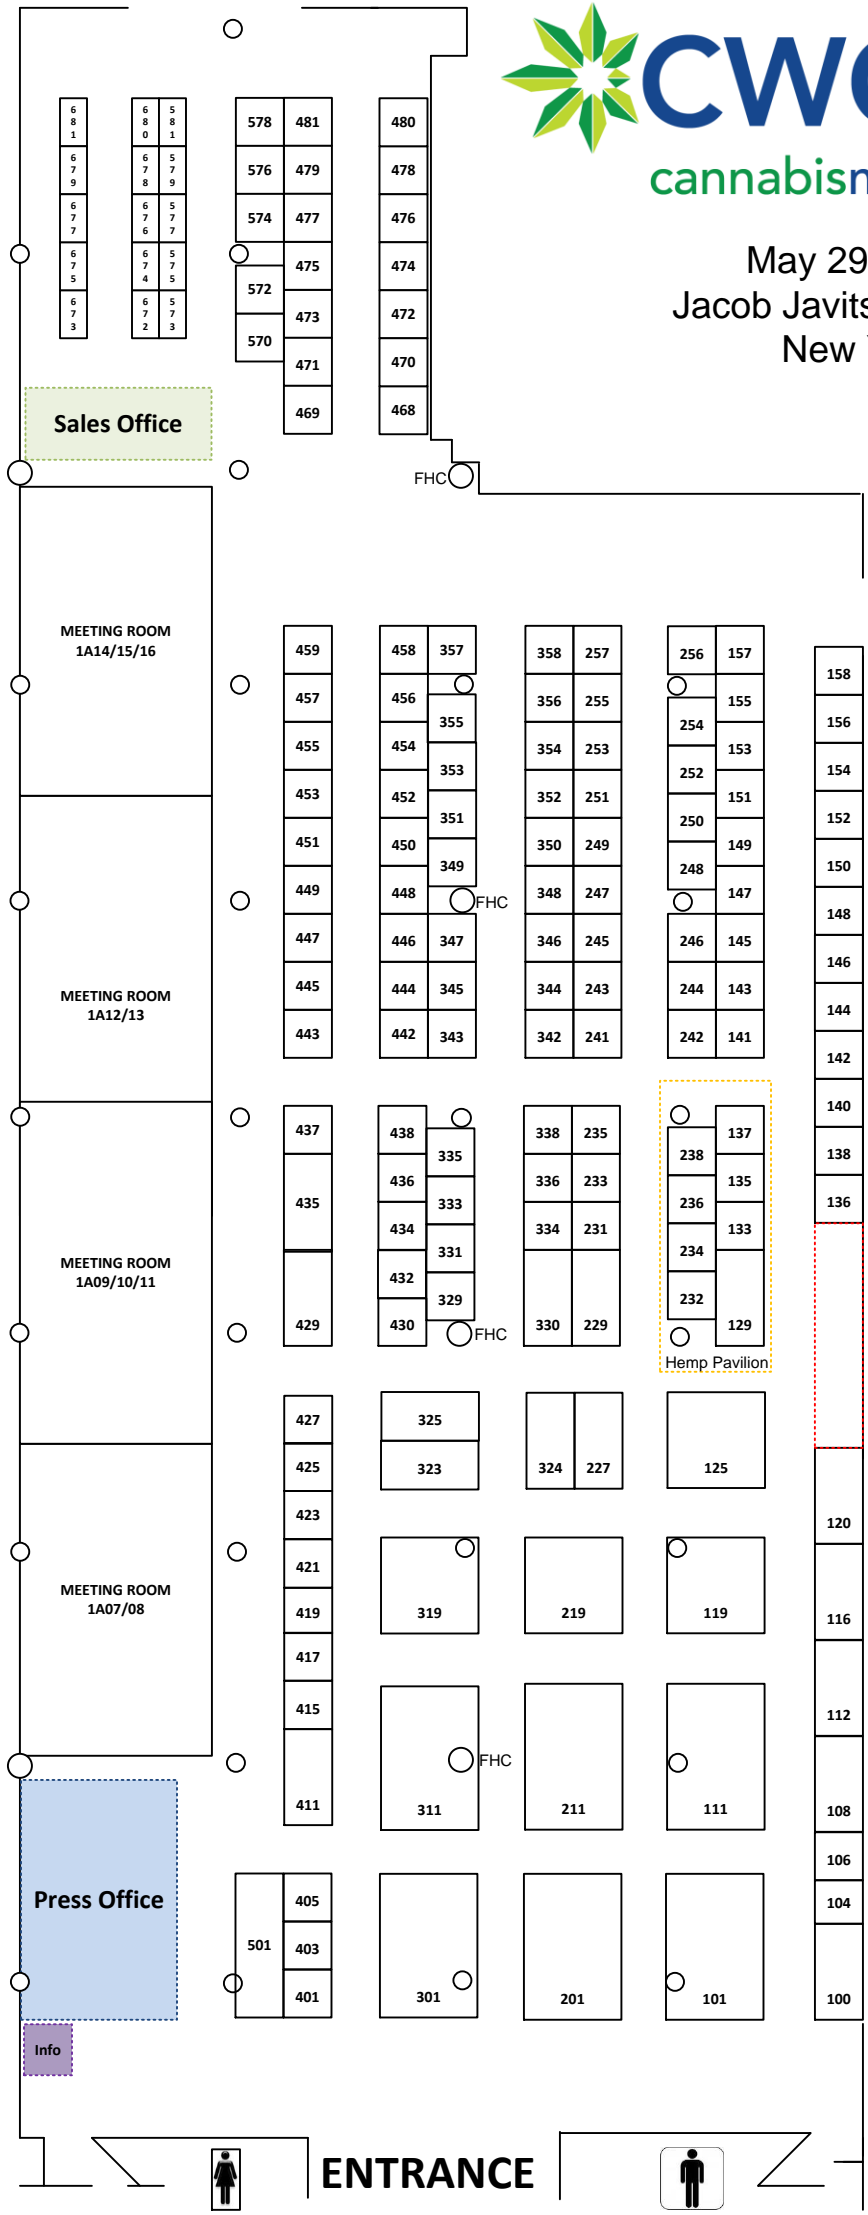 CW
cannabis
May 29
Jacob Javits
New
681 680 581 578 481 480
679 678 579 576 479 478
677 676 577 574 477 476
675 674 575 572 475 474
673 672 573 570 473 472
471 470
469 468
Sales Office
FHC
MEETING ROOM
1A14/15/16
459 458 357 358 257 256 157 158
457 456 355 356 255 254 155 156
455 454 353 354 253 252 153 154
453 452 351 352 251 250 151 152
451 450 349 350 249 248 149 150
449 448 FHC 348 247 147 148
447 446 347 346 245 246 145 146
445 444 345 344 243 244 143 144
443 442 343 342 241 242 141 142
MEETING ROOM
1A12/13
437 438 335 338 235 238 137 140
435 436 333 336 233 236 135 138
434 331 334 231 234 133 136
432 329 232
429 430 FHC 330 229 129
Hemp Pavilion
MEETING ROOM
1A09/10/11
427 325
425 323 324 227 125
423 120
421
419 319 219 119 116
417
415 112
MEETING ROOM
1A07/08
FHC
411 311 211 111 108
106
Press Office
405 104
501 403
401 301 201 101 100
Info
ENTRANCE